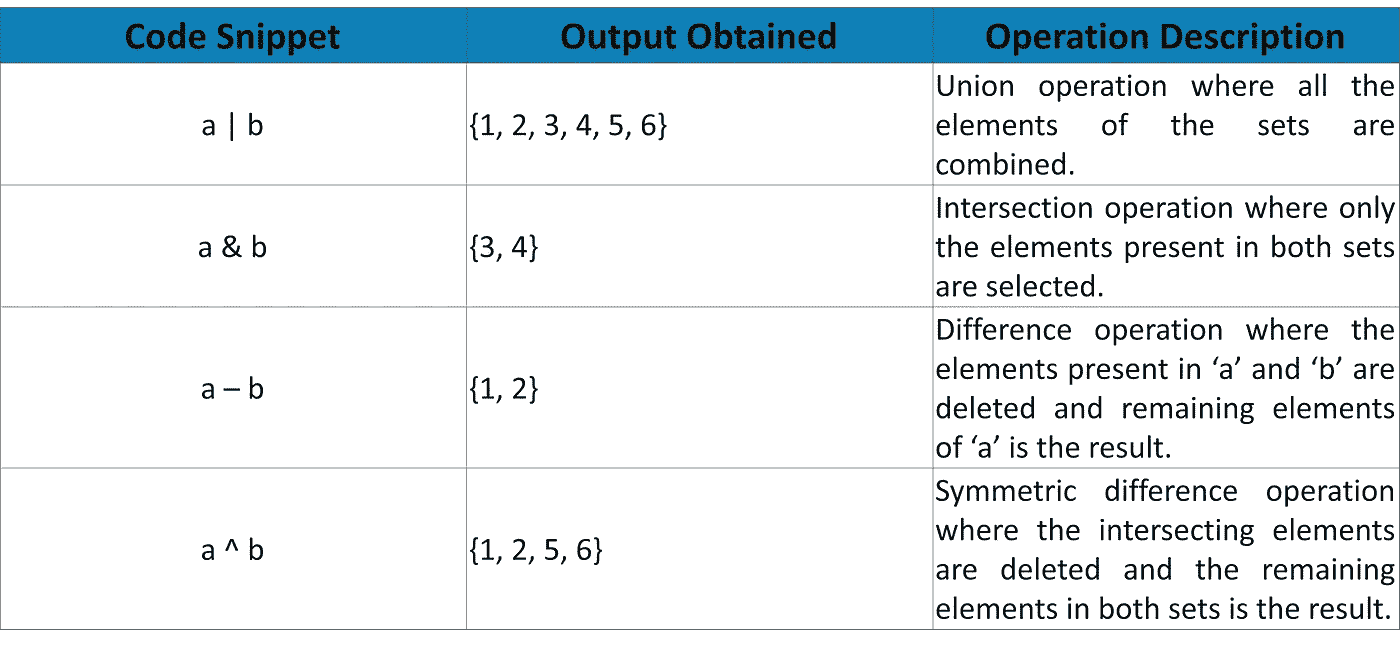 Code Snippet
Output Obtained
Operation Description
a | b
{1, 2, 3, 4, 5, 6}
Union operation where all the
elements of the sets are
combined.
a & b
{3, 4}
Intersection operation where only
the elements present in both sets
are selected.
a – b
{1, 2}
Difference operation where the
elements present in ‘a’ and ‘b’ are
deleted and remaining elements
of ‘a’ is the result.
a ^ b
{1, 2, 5, 6}
Symmetric difference operation
where the intersecting elements
are deleted and the remaining
elements in both sets is the result.